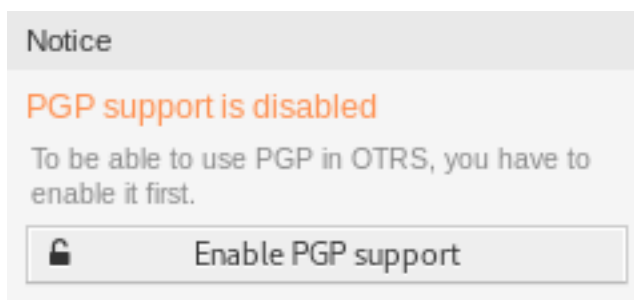 Notice
PGP support is disabled
To be able to use PGP in OTRS, you have to
enable it first.
Enable PGP support